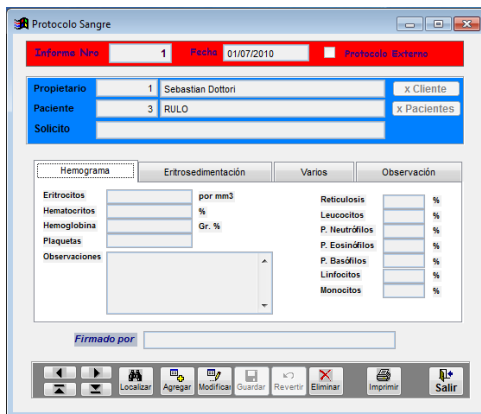 Protocolo Sangre
Informe Nro 1 Fecha 01/07/2010 Protocolo Externo
Propietario 1 Sebastian Dottori x Cliente
Paciente 3 RULO x Pacientes
Solicito
Hemograma Eritrosedimentación Varios Observación
Eritrocitos por mm3
Hematocritos %
Hemoglobina Gr. %
Plaquetas
Observaciones
Reticulosis %
Leucocitos %
P. Neutrófilos %
P. Eosinófilos %
P. Basófilos %
Linfocitos %
Monocitos %
Firmado por
Localizar Agregar Modificar Guardar Revertir Eliminar Imprimir Salir